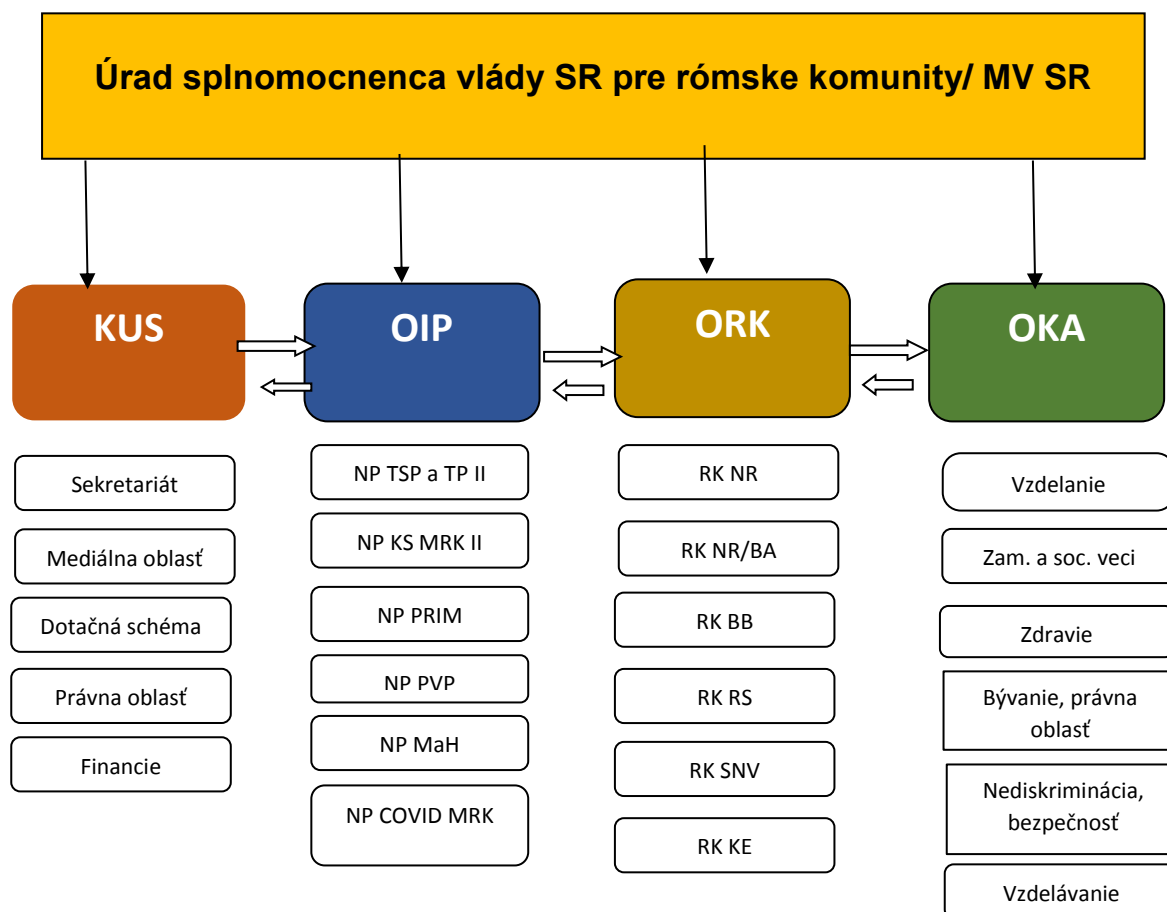 Úrad splnomocnenca vlády SR pre rómske komunity/ MV SR
KUS
OIP
ORK
OKA
Sekretariát
Mediálna oblasť
Dotačná schéma
Právna oblasť
Financie
NP TSP a TP II
NP KS MRK II
NP PRIM
NP PVP
NP MaH
NP COVID MRK
RK NR
RK NR/BA
RK BB
RK RS
RK SNV
RK KE
Vzdelanie
Zam. a soc. veci
Zdravie
Bývanie, právna
oblasť
Nediskriminácia,
bezpečnosť
Vzdelávanie